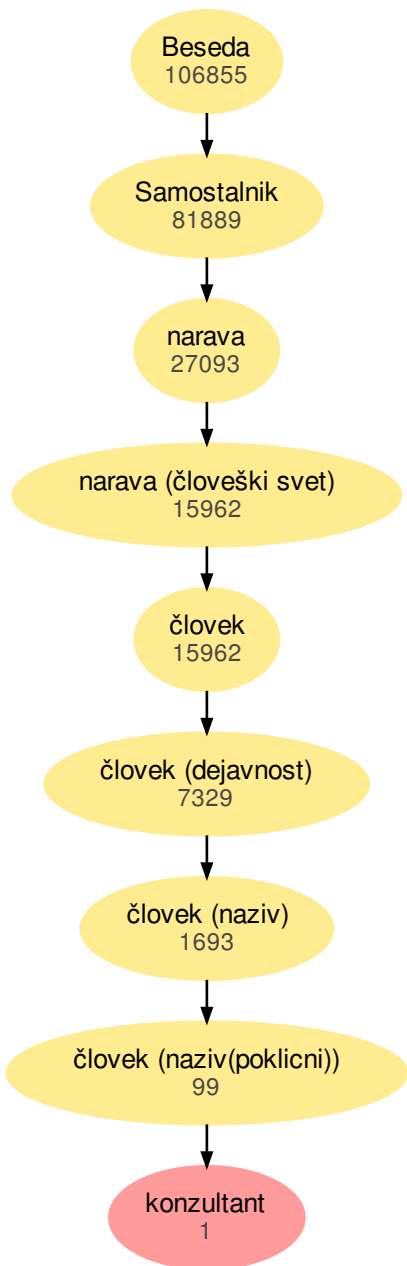 Beseda
106855
Samostalnik
81889
narava
27093
narava (človeški svet)
15962
človek
15962
človek (dejavnost)
7329
človek (naziv)
1693
človek (naziv(poklicni))
99
konzultant
1